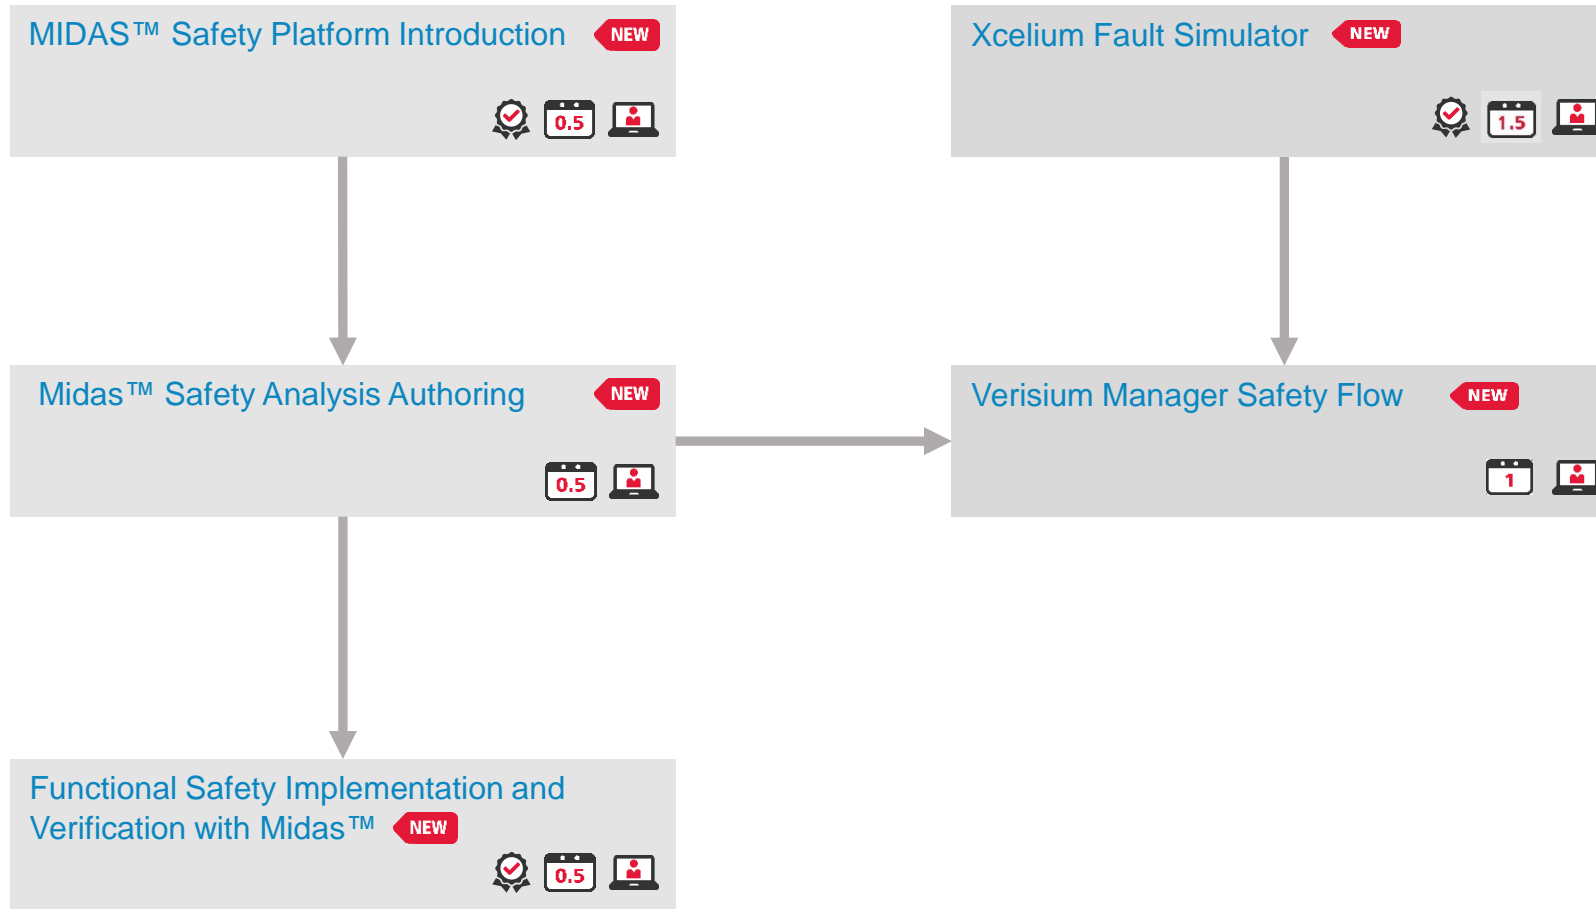 MIDAS™ Safety Platform Introduction NEW
0.5
Xcelium Fault Simulator NEW
1.5
Midas™ Safety Analysis Authoring NEW
0.5
Verisium Manager Safety Flow NEW
1
Functional Safety Implementation and
Verification with Midas™ NEW
0.5